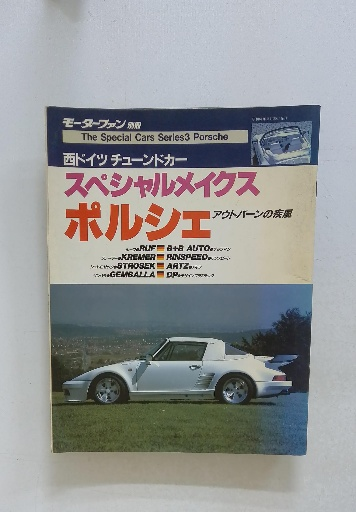 モーターファン 別冊
The Special Cars Series3 Porsche
西ドイツ チューンドカー
スペシャルメイクス
ポルシェ アウトバーンの疾風
RUF B+B AUTO
KREMER RINSPEED
STROSEK ARTZ
GEMBALLA DP